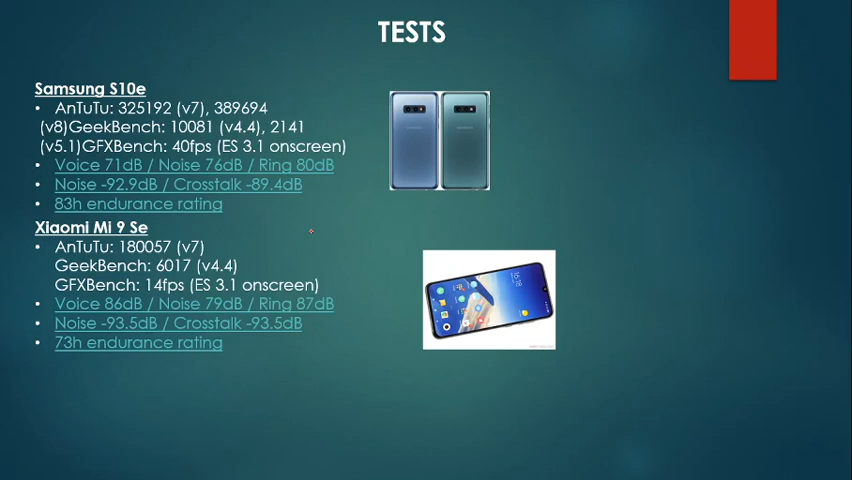 TESTS
Samsung S10e
• AnTuTu: 325192 (v7), 389694
(v8)GeekBench: 10081 (v4.4), 2141
(v5.1)GFXBench: 40fps (ES 3.1 onscreen)
• Voice 71dB / Noise 76dB / Ring 80dB
• Noise -92.9dB / Crosstalk -89.4dB
• 83h endurance rating
Xiaomi Mi 9 Se
• AnTuTu: 180057 (v7)
GeekBench: 6017 (v4.4)
GFXBench: 14fps (ES 3.1 onscreen)
• Voice 86dB / Noise 79dB / Ring 87dB
• Noise -93.5dB / Crosstalk -93.5dB
• 73h endurance rating